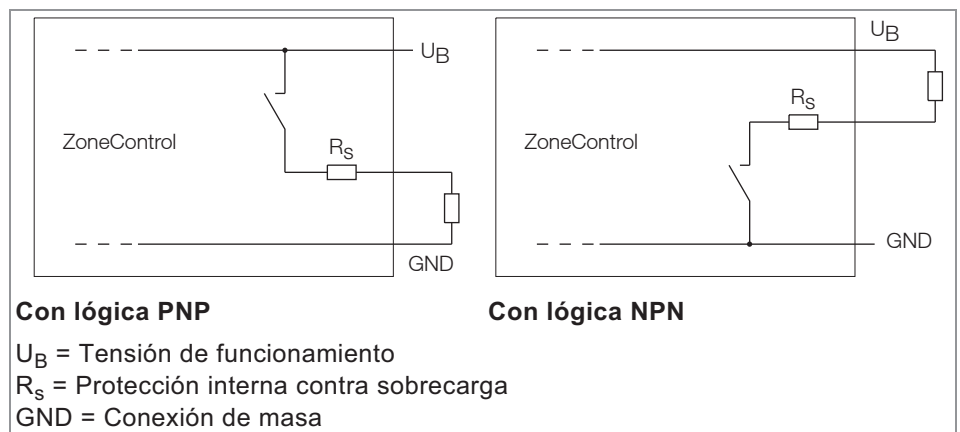 U_B
ZoneControl
R_S
GND
U_B
R_S
ZoneControl
GND
Con lógica PNP
Con lógica NPN
U_B = Tensión de funcionamiento
R_s = Protección interna contra sobrecarga
GND = Conexión de masa